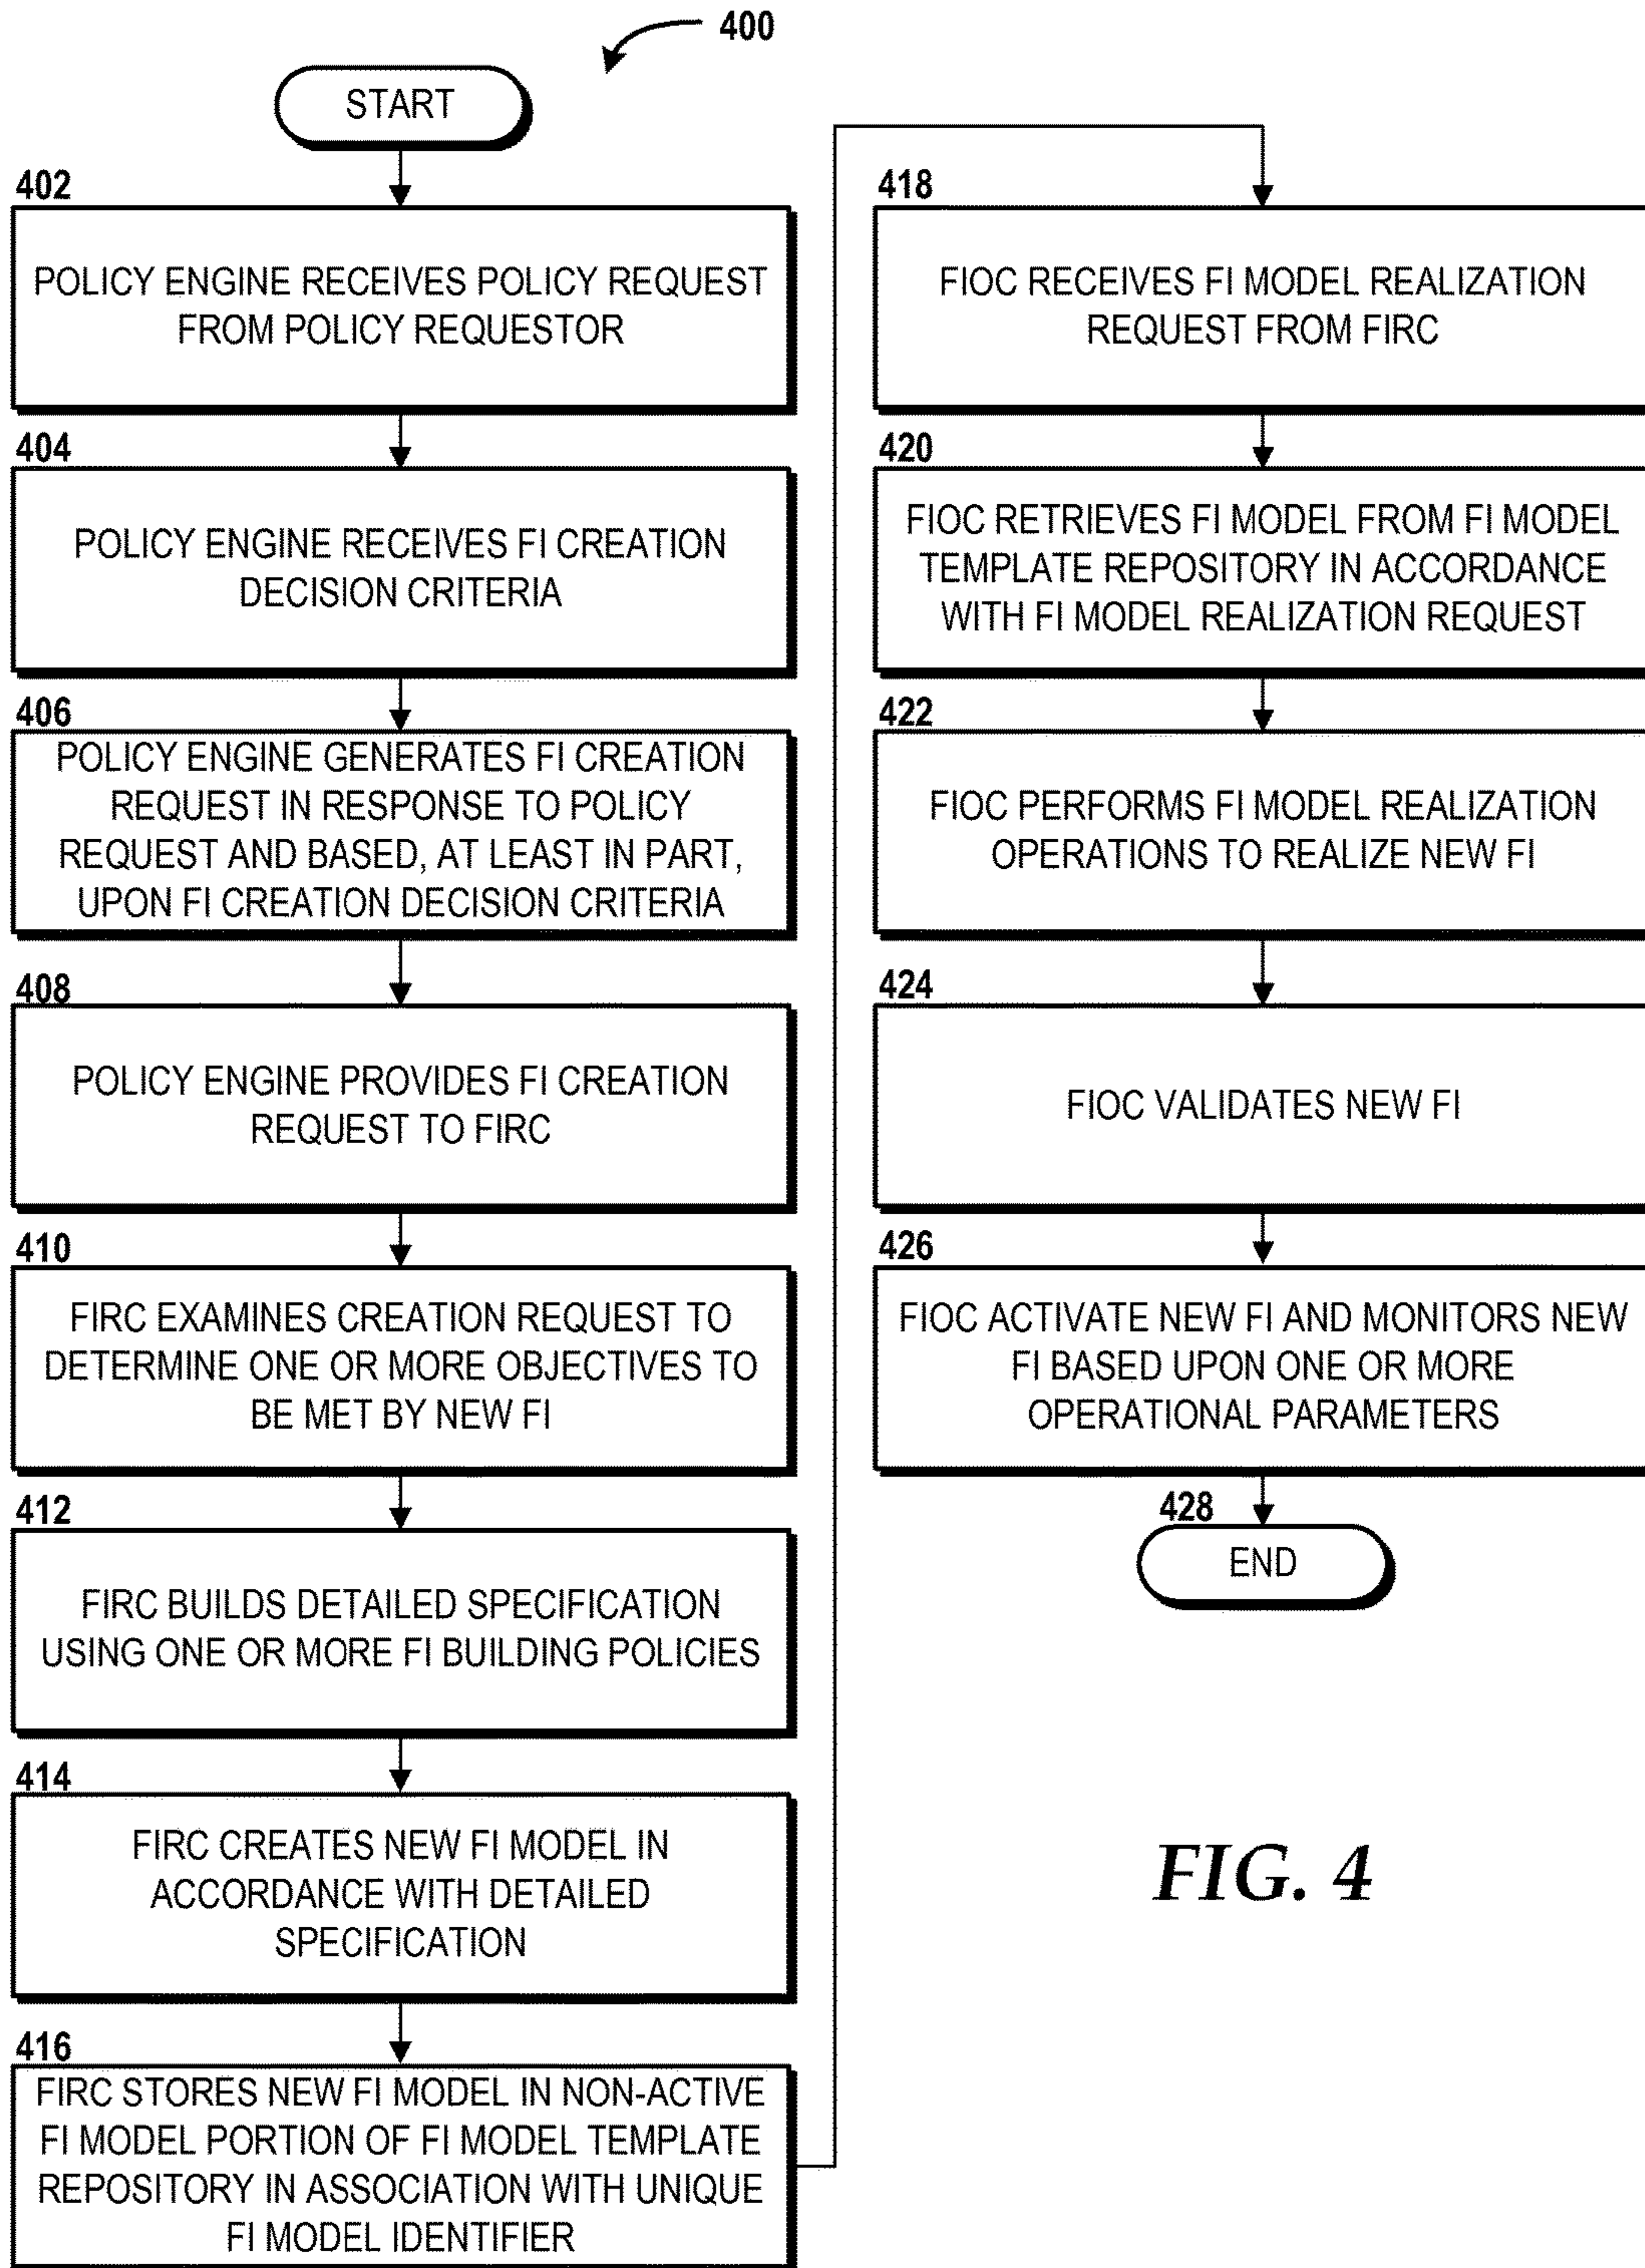 400
START
402
POLICY ENGINE RECEIVES POLICY REQUEST
FROM POLICY REQUESTOR
404
POLICY ENGINE RECEIVES FI CREATION
DECISION CRITERIA
406
POLICY ENGINE GENERATES FI CREATION
REQUEST IN RESPONSE TO POLICY
REQUEST AND BASED, AT LEAST IN PART,
UPON FI CREATION DECISION CRITERIA
408
POLICY ENGINE PROVIDES FI CREATION
REQUEST TO FIRC
410
FIRC EXAMINES CREATION REQUEST TO
DETERMINE ONE OR MORE OBJECTIVES TO
BE MET BY NEW FI
412
FIRC BUILDS DETAILED SPECIFICATION
USING ONE OR MORE FI BUILDING POLICIES
414
FIRC CREATES NEW FI MODEL IN
ACCORDANCE WITH DETAILED
SPECIFICATION
416
FIRC STORES NEW FI MODEL IN NON-ACTIVE
FI MODEL PORTION OF FI MODEL TEMPLATE
REPOSITORY IN ASSOCIATION WITH UNIQUE
FI MODEL IDENTIFIER
418
FIOC RECEIVES FI MODEL REALIZATION
REQUEST FROM FIRC
420
FIOC RETRIEVES FI MODEL FROM FI MODEL
TEMPLATE REPOSITORY IN ACCORDANCE
WITH FI MODEL REALIZATION REQUEST
422
FIOC PERFORMS FI MODEL REALIZATION
OPERATIONS TO REALIZE NEW FI
424
FIOC VALIDATES NEW FI
426
FIOC ACTIVATE NEW FI AND MONITORS NEW
FI BASED UPON ONE OR MORE
OPERATIONAL PARAMETERS
428
END
FIG. 4